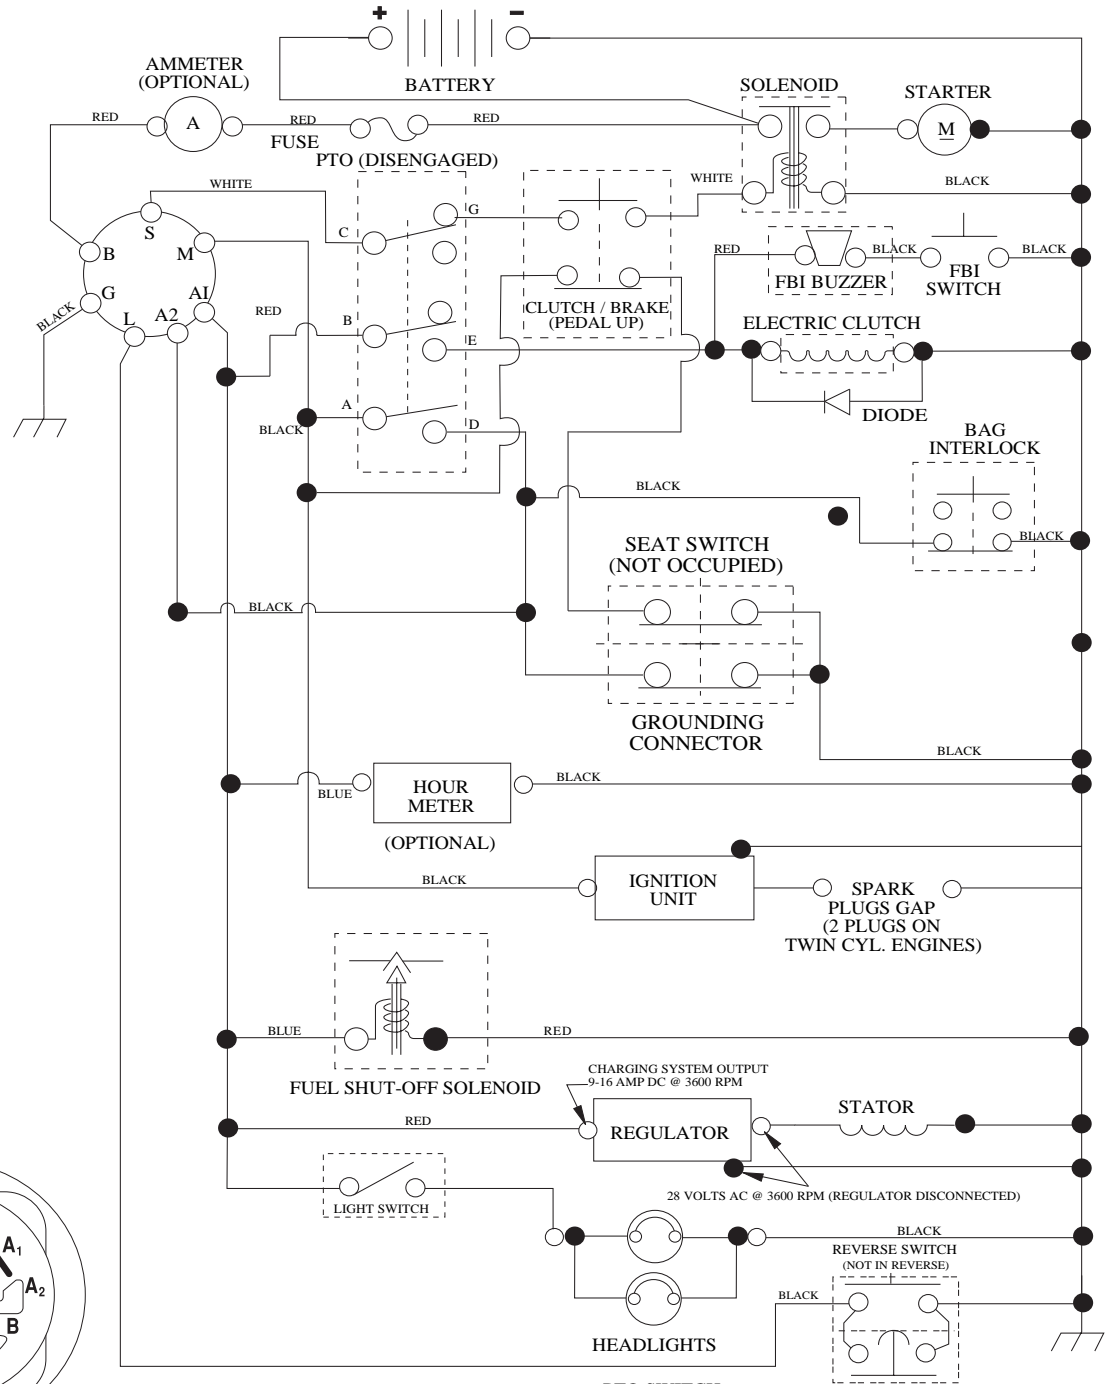 + -
BATTERY
AMMETER
(OPTIONAL)
A
RED
RED
FUSE
RED
SOLENOID
STARTER
M
PTO (DISENGAGED)
WHITE
WHITE
BLACK
S
B
M
G
AI
L
A2
BLACK
C
G
B
E
A
D
RED
BLACK
CLUTCH / BRAKE
(PEDAL UP)
RED
FBI BUZZER
BLACK
FBI
SWITCH
BLACK
ELECTRIC CLUTCH
DIODE
BAG
INTERLOCK
BLACK
BLACK
SEAT SWITCH
(NOT OCCUPIED)
BLACK
GROUNDING
CONNECTOR
BLACK
BLUE
HOUR
METER
BLACK
(OPTIONAL)
BLACK
IGNITION
UNIT
SPARK
PLUGS GAP
(2 PLUGS ON
TWIN CYL. ENGINES)
BLUE
RED
FUEL SHUT-OFF SOLENOID
CHARGING SYSTEM OUTPUT
9-16 AMP DC @ 3600 RPM
RED
REGULATOR
STATOR
28 VOLTS AC @ 3600 RPM (REGULATOR DISCONNECTED)
LIGHT SWITCH
BLACK
REVERSE SWITCH
(NOT IN REVERSE)
BLACK
HEADLIGHTS
A1
A2
B